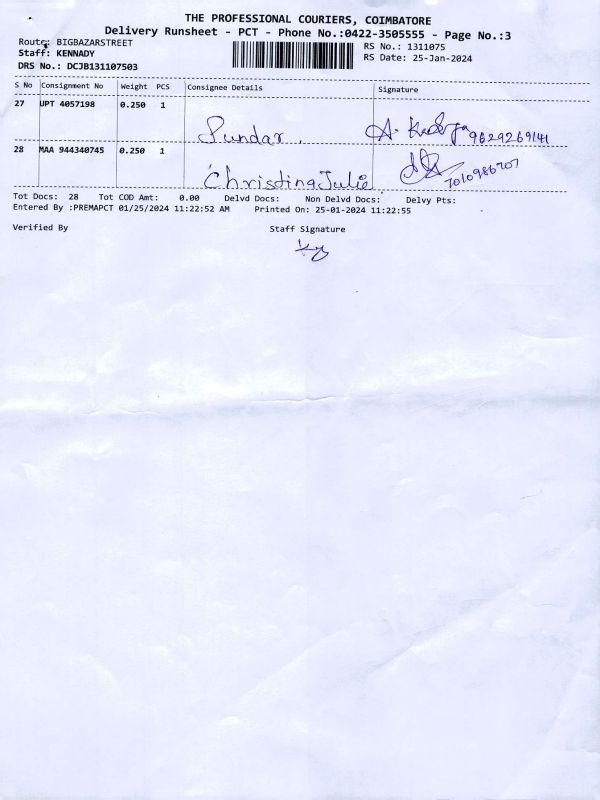 THE PROFESSIONAL COURIERS, COIMBATORE
Delivery Runsheet - PCT - Phone No.:0422-3505555 - Page No.:3
Route: BIGBAZARSTREET
RS No.: 1311075
Staff: KENNADY
RS Date: 25-Jan-2024
DRS No.: DCJB131107503
S No Consignment No Weight PCS Consignee Details Signature
27 UPT 4057198 0.250 1
Sundar. A. 9629269141
28 MAA 944340745 0.250 1
Christina Julie 7010986707
Tot Docs: 28 Tot COD Amt: 0.00 Delvd Docs: Non Delvd Docs: Delvy Pts:
Entered By :PREMAPCT 01/25/2024 11:22:52 AM Printed On: 25-01-2024 11:22:55
Verified By Staff Signature